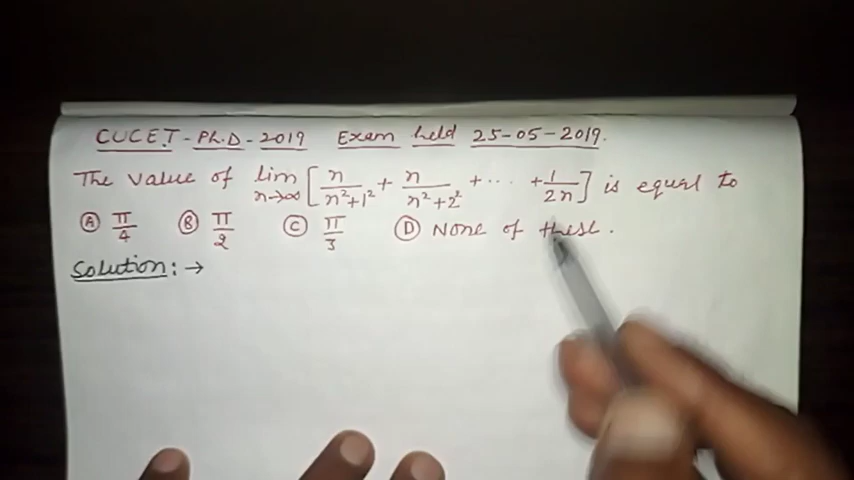 CUCET-Ph.D-2019 Exam held 25-05-2019.
The value of lim n→∞ [n/(n²+1²) + n/(n²+2²) + ... + 1/2n] is equal to
Ⓐ π/4 Ⓑ π/2 Ⓒ π/3 Ⓓ None of these.
Solution:→